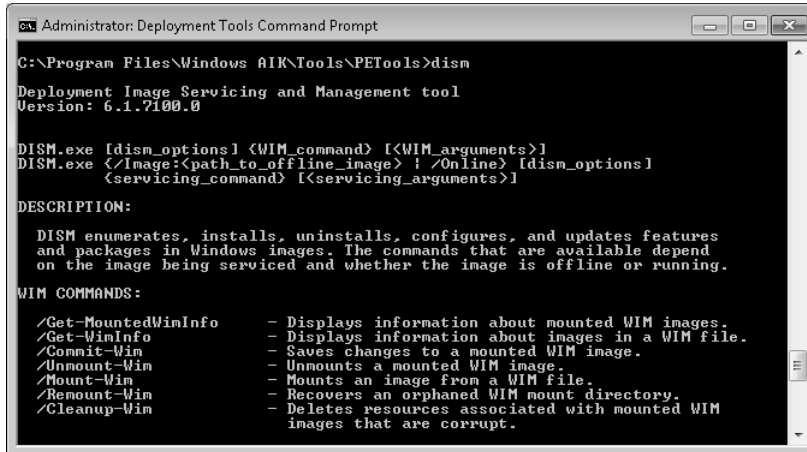 Administrator: Deployment Tools Command Prompt
C:\Program Files\Windows AIK\Tools\PETools>dism
Deployment Image Servicing and Management tool
Version: 6.1.7100.0
DISM.exe [dism_options] {WIM_command} [<WIM_arguments>]
DISM.exe {/Image:<path_to_offline_image> ¦ /Online} [dism_options]
{servicing_command} [<servicing_arguments>]
DESCRIPTION:
DISM enumerates, installs, uninstalls, configures, and updates features
and packages in Windows images. The commands that are available depend
on the image being serviced and whether the image is offline or running.
WIM COMMANDS:
/Get-MountedWimInfo - Displays information about mounted WIM images.
/Get-WimInfo - Displays information about images in a WIM file.
/Commit-Wim - Saves changes to a mounted WIM image.
/Unmount-Wim - Unmounts a mounted WIM image.
/Mount-Wim - Mounts an image from a WIM file.
/Remount-Wim - Recovers an orphaned WIM mount directory.
/Cleanup-Wim - Deletes resources associated with mounted WIM
images that are corrupt.